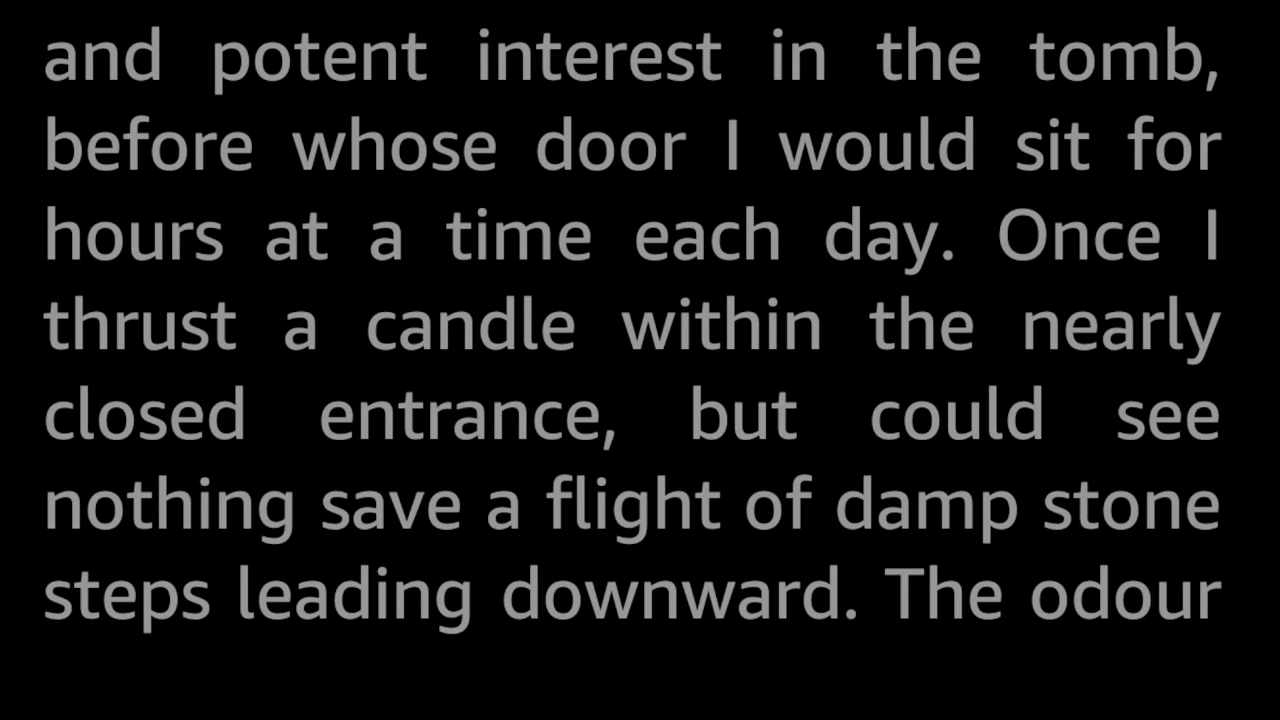 and potent interest in the tomb,
before whose door I would sit for
hours at a time each day. Once I
thrust a candle within the nearly
closed entrance, but could see
nothing save a flight of damp stone
steps leading downward. The odour